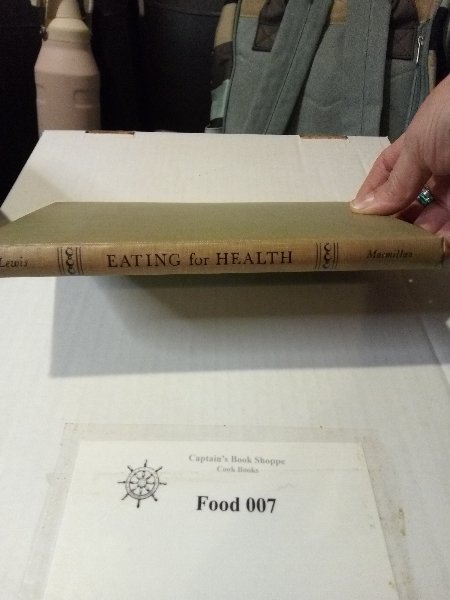 Lewis
EATING for HEALTH
Macmillan
Captain's Book Shoppe
Cook Books
Food 007